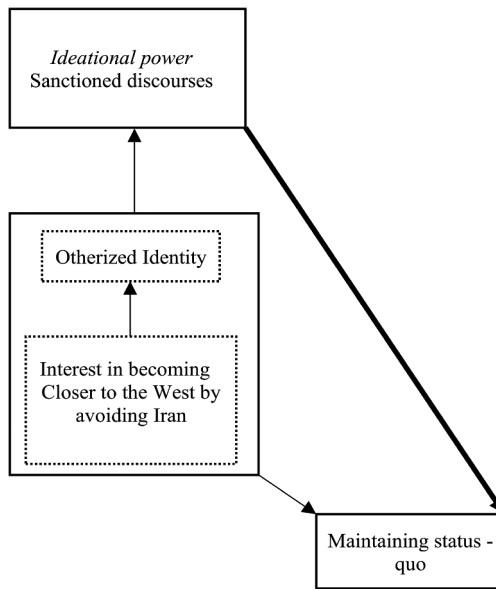 Ideational power
Sanctioned discourses
Otherized Identity
Interest in becoming
Closer to the West by
avoiding Iran
Maintaining status -
quo